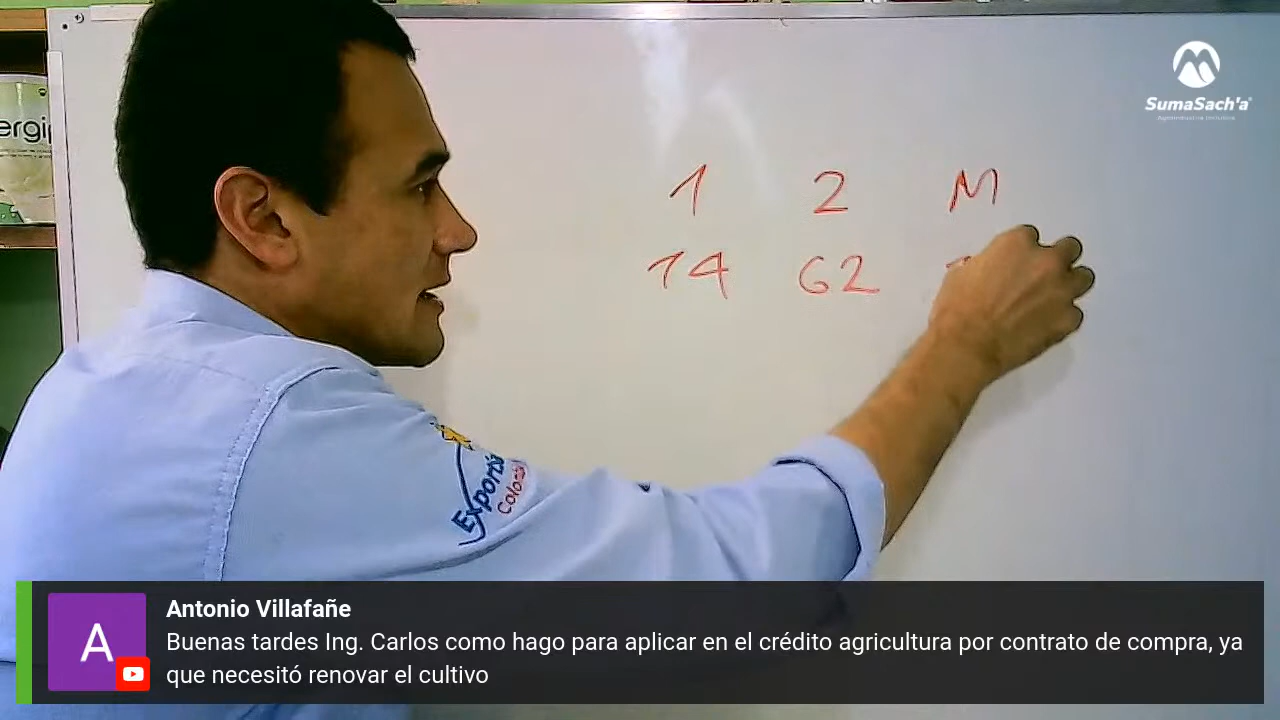 SumaSach'a
1 2 M
14 62
Antonio Villafañe
Buenas tardes Ing. Carlos como hago para aplicar en el crédito agricultura por contrato de compra, ya
que necesitó renovar el cultivo
A